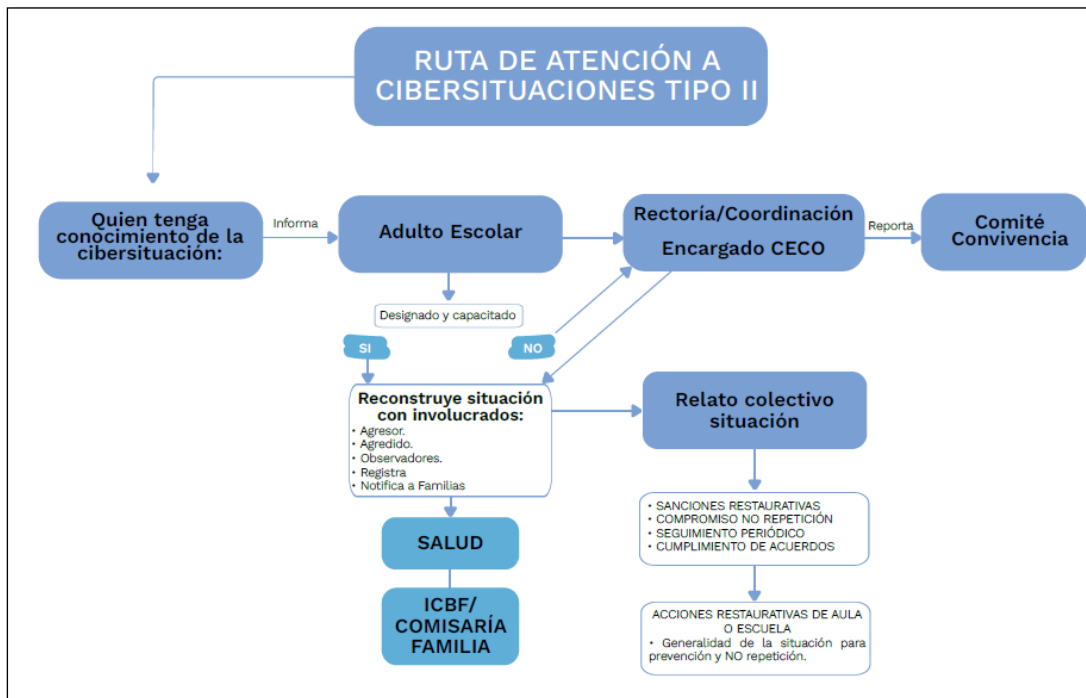 RUTA DE ATENCIÓN A
CIBERSITUACIONES TIPO II
Quien tenga
conocimiento de la
cibersituación:
Informa
Adulto Escolar
Rectoría/Coordinación
Encargado CECO
Reporta
Comité
Convivencia
Designado y capacitado
SI
NO
Reconstruye situación
con involucrados:
• Agresor.
• Agredido.
• Observadores.
• Registra
• Notifica a Familias
Relato colectivo
situación
SALUD
ICBF/
COMISARÍA
FAMILIA
• SANCIONES RESTAURATIVAS
• COMPROMISO NO REPETICIÓN
• SEGUIMIENTO PERIÓDICO
• CUMPLIMIENTO DE ACUERDOS
ACCIONES RESTAURATIVAS DE AULA
O ESCUELA
• Generalidad de la situación para
prevención y NO repetición.